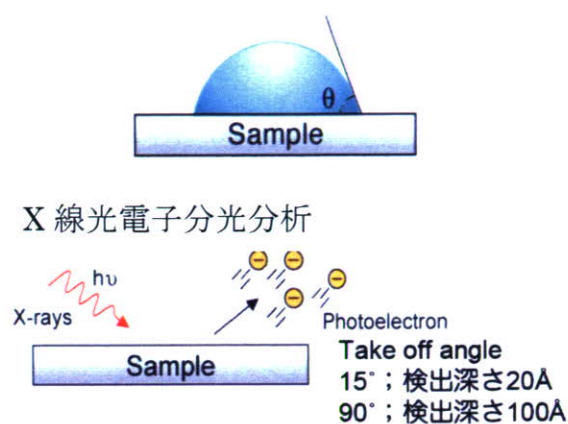 θ
Sample
X 線光電子分光分析
hν
X-rays
Photoelectron
Sample
Take off angle
15°；検出深さ20Å
90°；検出深さ100Å